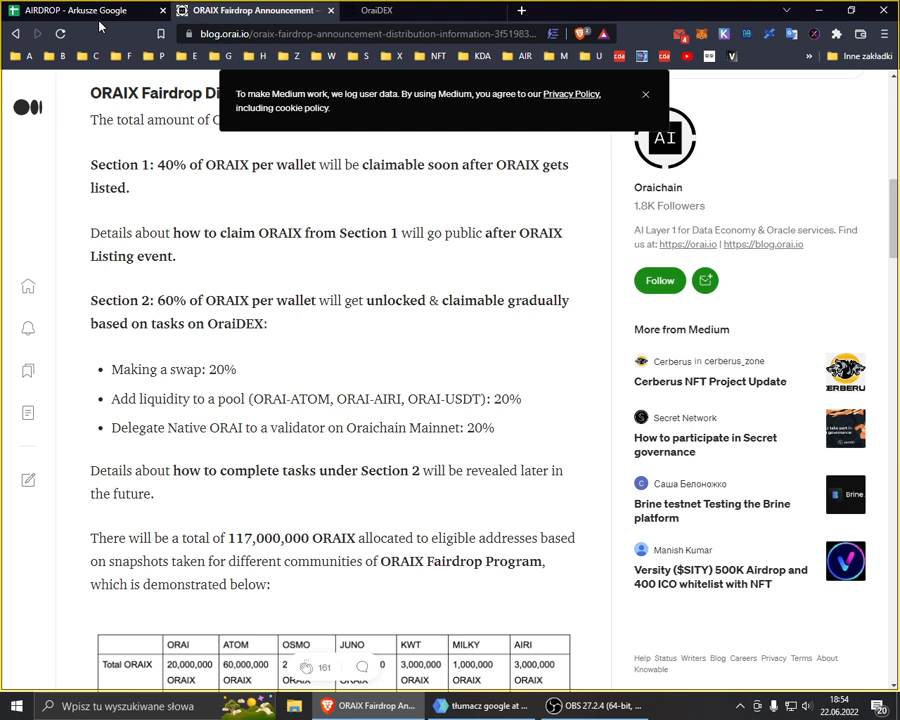 AIRDROP - Arkusze Google
ORAIX Fairdrop Announcement –
OraiDEX
blog.orai.io/oraix-fairdrop-announcement-distribution-information-3f51983...
A B C F P E G H Z W S X NFT KDA AIR M U
Inne zakładki
To make Medium work, we log user data. By using Medium, you agree to our Privacy Policy,
including cookie policy.
ORAIX Fairdrop Di
The total amount of O
Section 1: 40% of ORAIX per wallet will be claimable soon after ORAIX gets
listed.
Details about how to claim ORAIX from Section 1 will go public after ORAIX
Listing event.
Section 2: 60% of ORAIX per wallet will get unlocked & claimable gradually
based on tasks on OraiDEX:
• Making a swap: 20%
• Add liquidity to a pool (ORAI-ATOM, ORAI-AIRI, ORAI-USDT): 20%
• Delegate Native ORAI to a validator on Oraichain Mainnet: 20%
Details about how to complete tasks under Section 2 will be revealed later in
the future.
There will be a total of 117,000,000 ORAIX allocated to eligible addresses based
on snapshots taken for different communities of ORAIX Fairdrop Program,
which is demonstrated below:
ORAI ATOM OSMO JUNO KWT MILKY AIRI
Total ORAIX 20,000,000 60,000,000 2 0 3,000,000 1,000,000 3,000,000
ORAIX ORAIX ORAIX ORAIX ORAIX ORAIX ORAIX
161
AI
Oraichain
1.8K Followers
AI Layer 1 for Data Economy & Oracle services. Find
us at: https://orai.io | https://blog.orai.io
Follow
More from Medium
Cerberus in cerberus_zone
Cerberus NFT Project Update
ERBERU
Secret Network
How to participate in Secret
governance
Саша Белоножко
Brine testnet Testing the Brine
platform
Brine
Manish Kumar
Versity ($SITY) 500K Airdrop and
400 ICO whitelist with NFT
Help Status Writers Blog Careers Privacy Terms About
Knowable
Wpisz tu wyszukiwane słowo
ORAIX Fairdrop An...
tłumacz google at ...
OBS 27.2.4 (64-bit, ...
18:54
22.06.2022
20